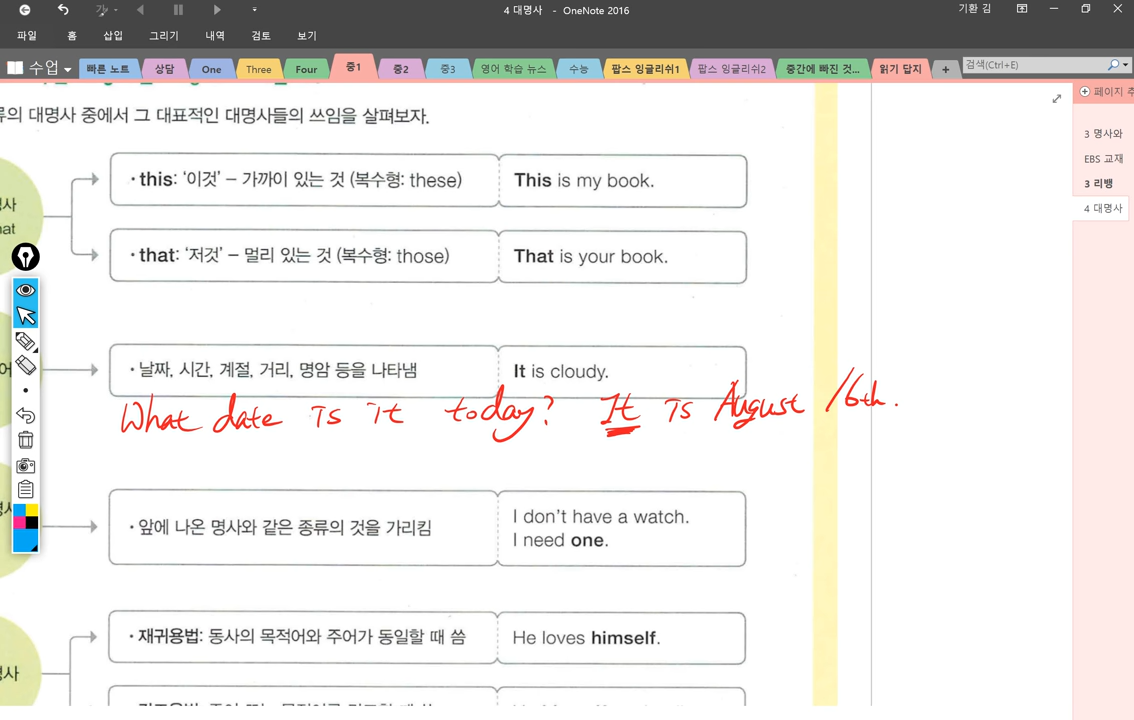 4 대명사 - OneNote 2016
기환 김
파일 홈 삽입 그리기 내역 검토 보기
수업 빠른 노트 상담 One Three Four 중1 중2 중3 영어 학습 뉴스 수능 팝스 잉글리쉬1 팝스 잉글리쉬2 중간에 빠진 것... 읽기 답지 + 검색(Ctrl+E)
페이지 추
3 명사와
EBS 교재
3 리뱅
4 대명사
류의 대명사 중에서 그 대표적인 대명사들의 쓰임을 살펴보자.
· this: ‘이것’ – 가까이 있는 것 (복수형: these) This is my book.
· that: ‘저것’ – 멀리 있는 것 (복수형: those) That is your book.
· 날짜, 시간, 계절, 거리, 명암 등을 나타냄 It is cloudy.
What date is it today? It is August 16th.
· 앞에 나온 명사와 같은 종류의 것을 가리킴
I don’t have a watch.
I need one.
· 재귀용법: 동사의 목적어와 주어가 동일할 때 씀 He loves himself.